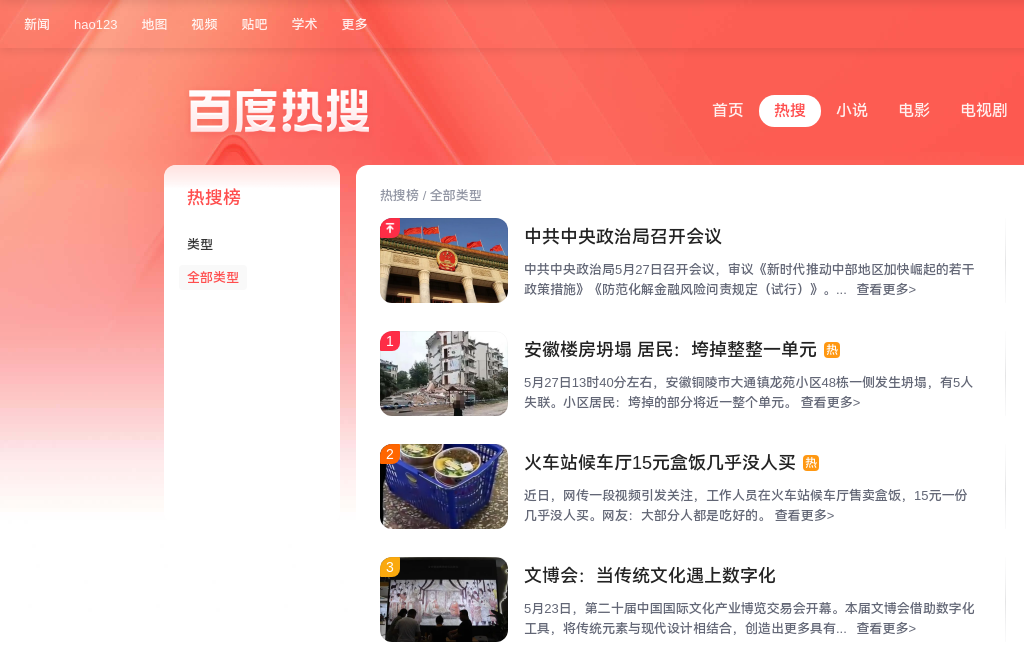 新闻 hao123 地图 视频 贴吧 学术 更多
百度热搜
首页 热搜 小说 电影 电视剧
热搜榜
类型
全部类型
热搜榜 / 全部类型
中共中央政治局召开会议
中共中央政治局5月27日召开会议，审议《新时代推动中部地区加快崛起的若干
政策措施》《防范化解金融风险问责规定（试行）》。... 查看更多>
1
安徽楼房坍塌 居民：垮掉整整一单元 热
5月27日13时40分左右，安徽铜陵市大通镇龙苑小区48栋一侧发生坍塌，有5人
失联。小区居民：垮掉的部分将近一整个单元。 查看更多>
2
火车站候车厅15元盒饭几乎没人买 热
近日，网传一段视频引发关注，工作人员在火车站候车厅售卖盒饭，15元一份
几乎没人买。网友：大部分人都是吃好的。 查看更多>
3
文博会：当传统文化遇上数字化
5月23日，第二十届中国国际文化产业博览交易会开幕。本届文博会借助数字化
工具，将传统元素与现代设计相结合，创造出更多具有... 查看更多>